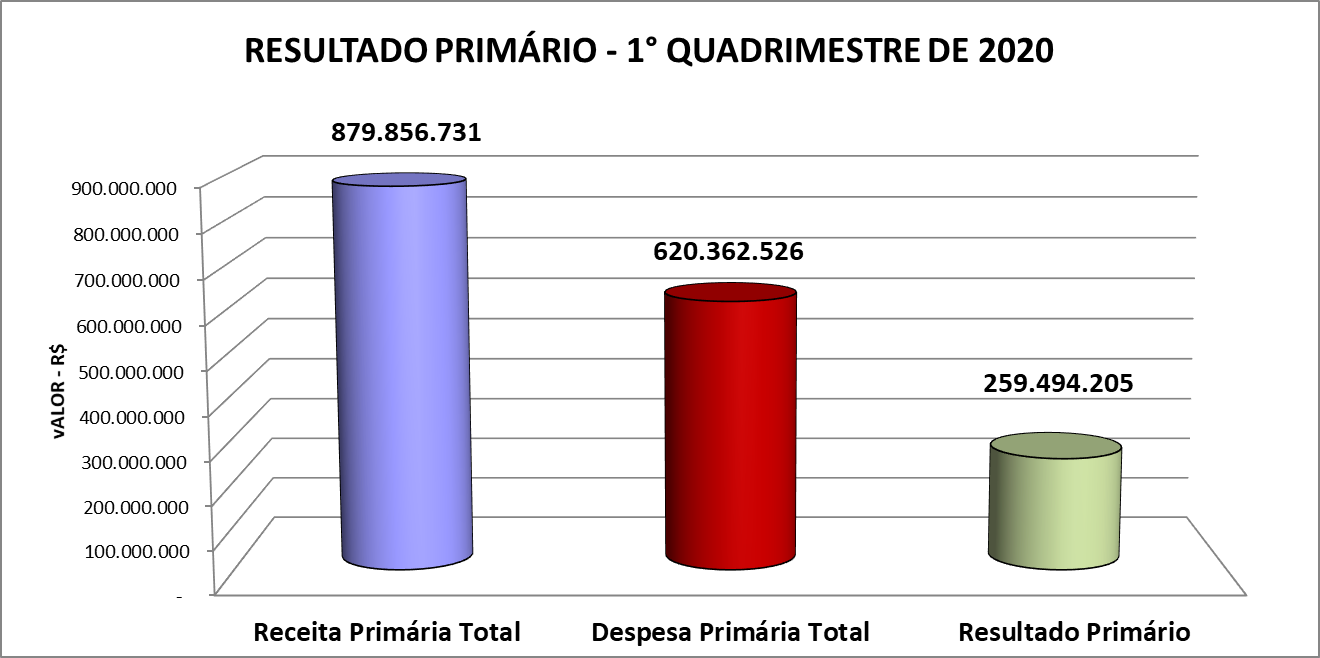 RESULTADO PRIMÁRIO - 1° QUADRIMESTRE DE 2020
879.856.731
620.362.526
259.494.205
900.000.000
800.000.000
700.000.000
600.000.000
500.000.000
400.000.000
300.000.000
200.000.000
100.000.000
-
vALOR - R$
Receita Primária Total
Despesa Primária Total
Resultado Primário